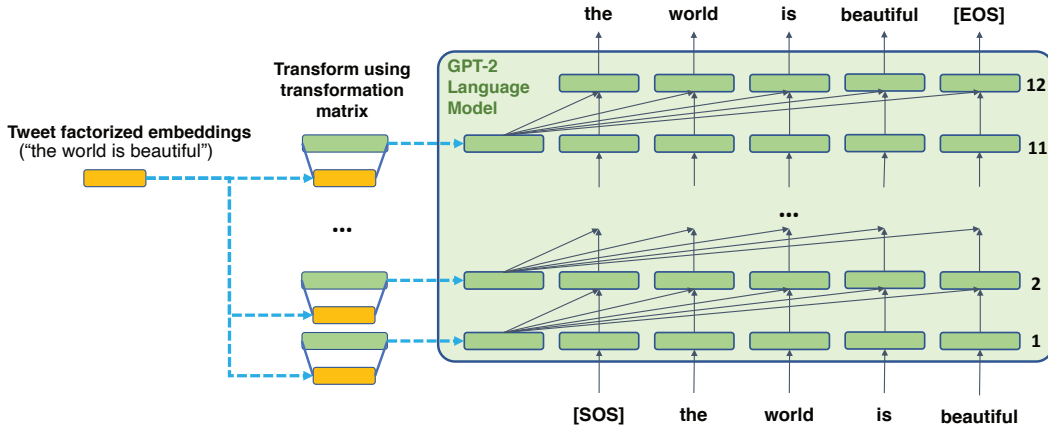 the world is beautiful [EOS]
GPT-2
Language
Model
12
Transform using
transformation
matrix
Tweet factorized embeddings
(“the world is beautiful”)
11
...
...
2
1
[SOS] the world is beautiful